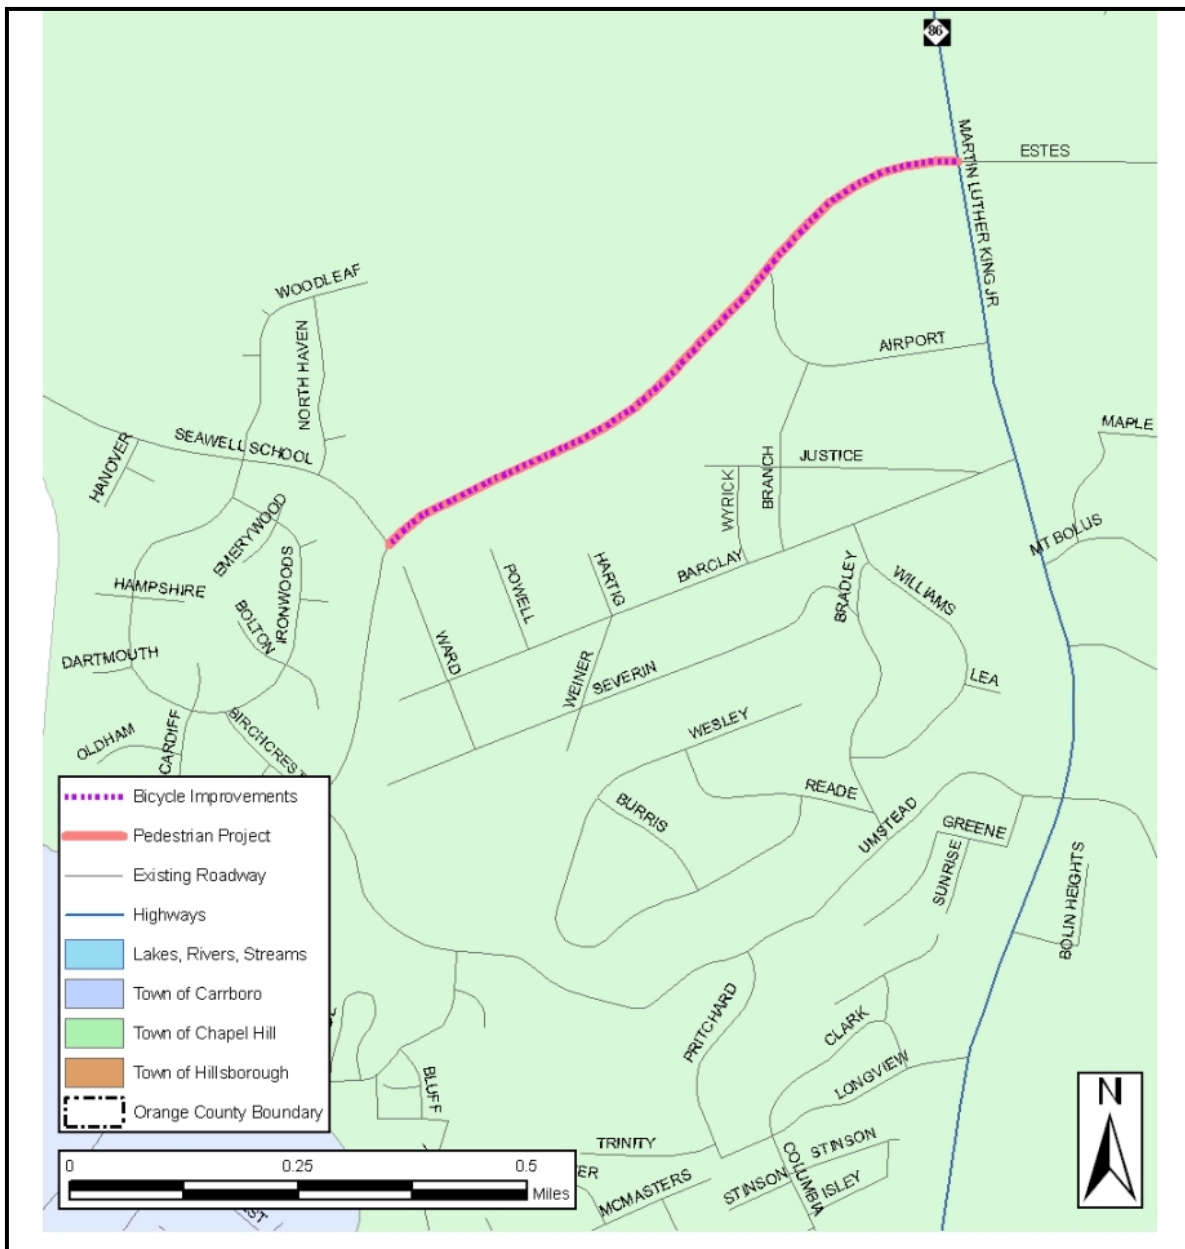 86
MARTIN LUTHER KING JR
ESTES
WOODLEAF
NORTH HAVEN
AIRPORT
MAPLE
SEAWELL SCHOOL
HANOVER
JUSTICE
WYRICK
BRANCH
EMERYWOOD
MT BOLUS
HAMPSHIRE
IRONWOODS
BOLTON
POWELL
HARTIG
BARCLAY
BRADLEY
WILLIAMS
DARTMOUTH
WARD
WEINER
SEVERIN
LEA
OLDHAM
CARDIFF
BIRCHCREST
WESLEY
BURRIS
READE
UMSTEAD
GREENE
SUNRISE
BOLIN HEIGHTS
Bicycle Improvements
Pedestrian Project
Existing Roadway
Highways
Lakes, Rivers, Streams
Town of Carrboro
Town of Chapel Hill
Town of Hillsborough
Orange County Boundary
PRITCHARD
CLARK
LONGVIEW
BLUFF
N
TRINITY
COLUMBIA
STINSON
STINSON
ISLEY
MCMASTERS
ER
ST
0 0.25 0.5
Miles